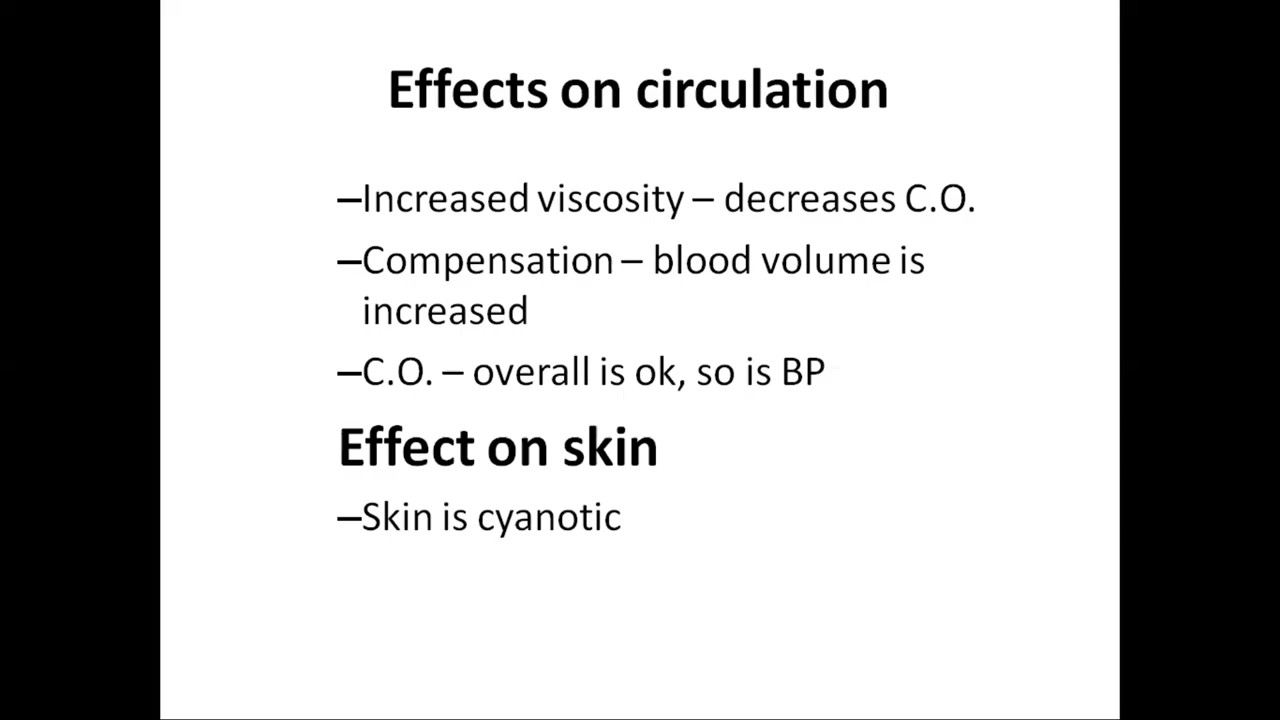 Effects on circulation
–Increased viscosity – decreases C.O.
–Compensation – blood volume is
increased
–C.O. – overall is ok, so is BP
Effect on skin
–Skin is cyanotic